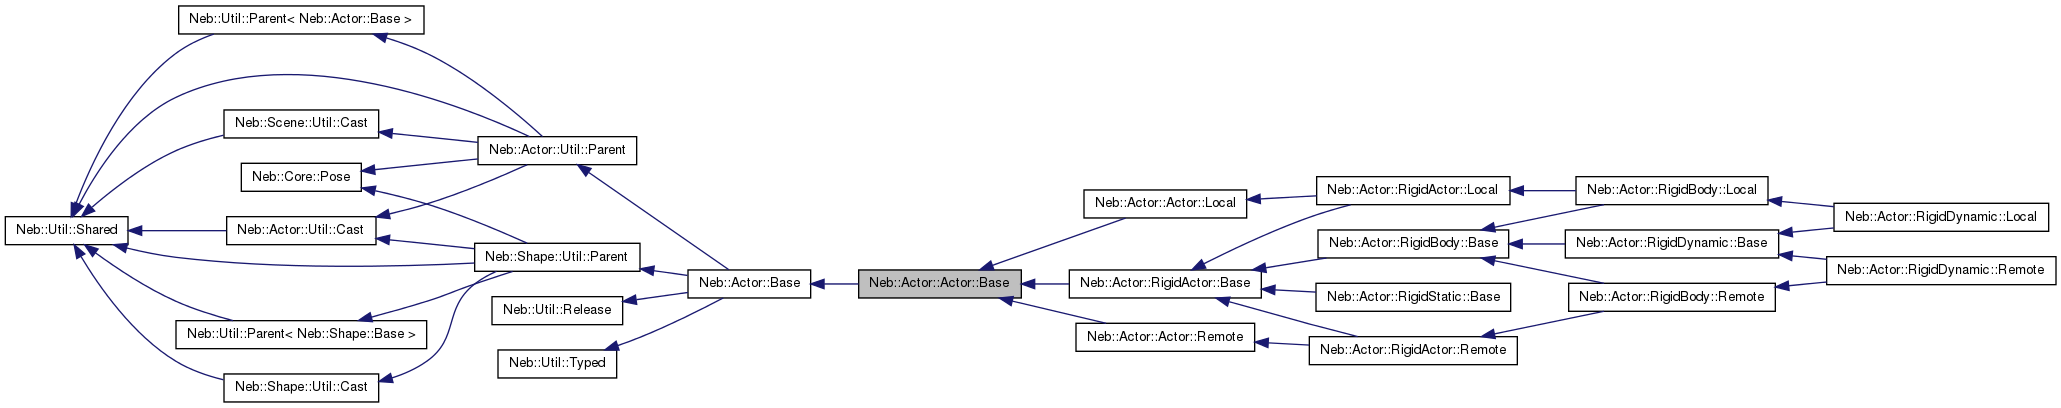 Neb::Util::Parent< Neb::Actor::Base >
Neb::Scene::Util::Cast
Neb::Core::Pose
Neb::Util::Shared
Neb::Actor::Util::Cast
Neb::Util::Parent< Neb::Shape::Base >
Neb::Shape::Util::Cast
Neb::Actor::Util::Parent
Neb::Shape::Util::Parent
Neb::Util::Release
Neb::Util::Typed
Neb::Actor::Base
Neb::Actor::Actor::Base
Neb::Actor::Actor::Local
Neb::Actor::RigidActor::Base
Neb::Actor::Actor::Remote
Neb::Actor::RigidActor::Local
Neb::Actor::RigidBody::Base
Neb::Actor::RigidStatic::Base
Neb::Actor::RigidActor::Remote
Neb::Actor::RigidBody::Local
Neb::Actor::RigidDynamic::Base
Neb::Actor::RigidBody::Remote
Neb::Actor::RigidDynamic::Local
Neb::Actor::RigidDynamic::Remote